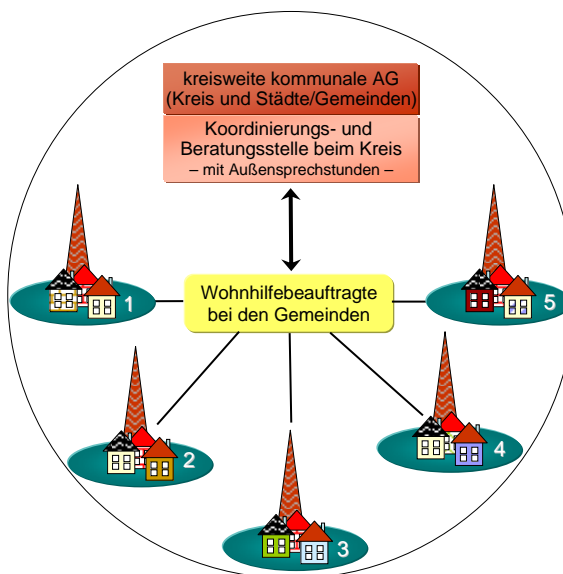 kreisweite kommunale AG
(Kreis und Städte/Gemeinden)
Koordinierungs- und
Beratungsstelle beim Kreis
– mit Außensprechstunden –
Wohnhilfebeauftragte
bei den Gemeinden
1
5
2
4
3